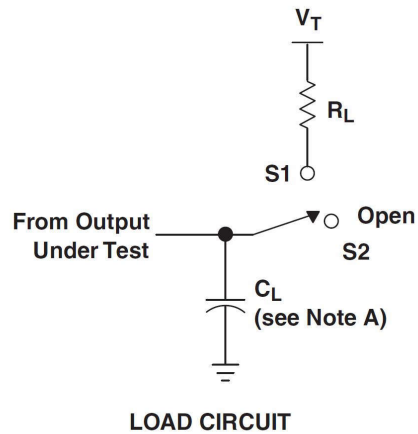 VT
RL
S1
From Output
Under Test
Open
S2
CL
(see Note A)
LOAD CIRCUIT